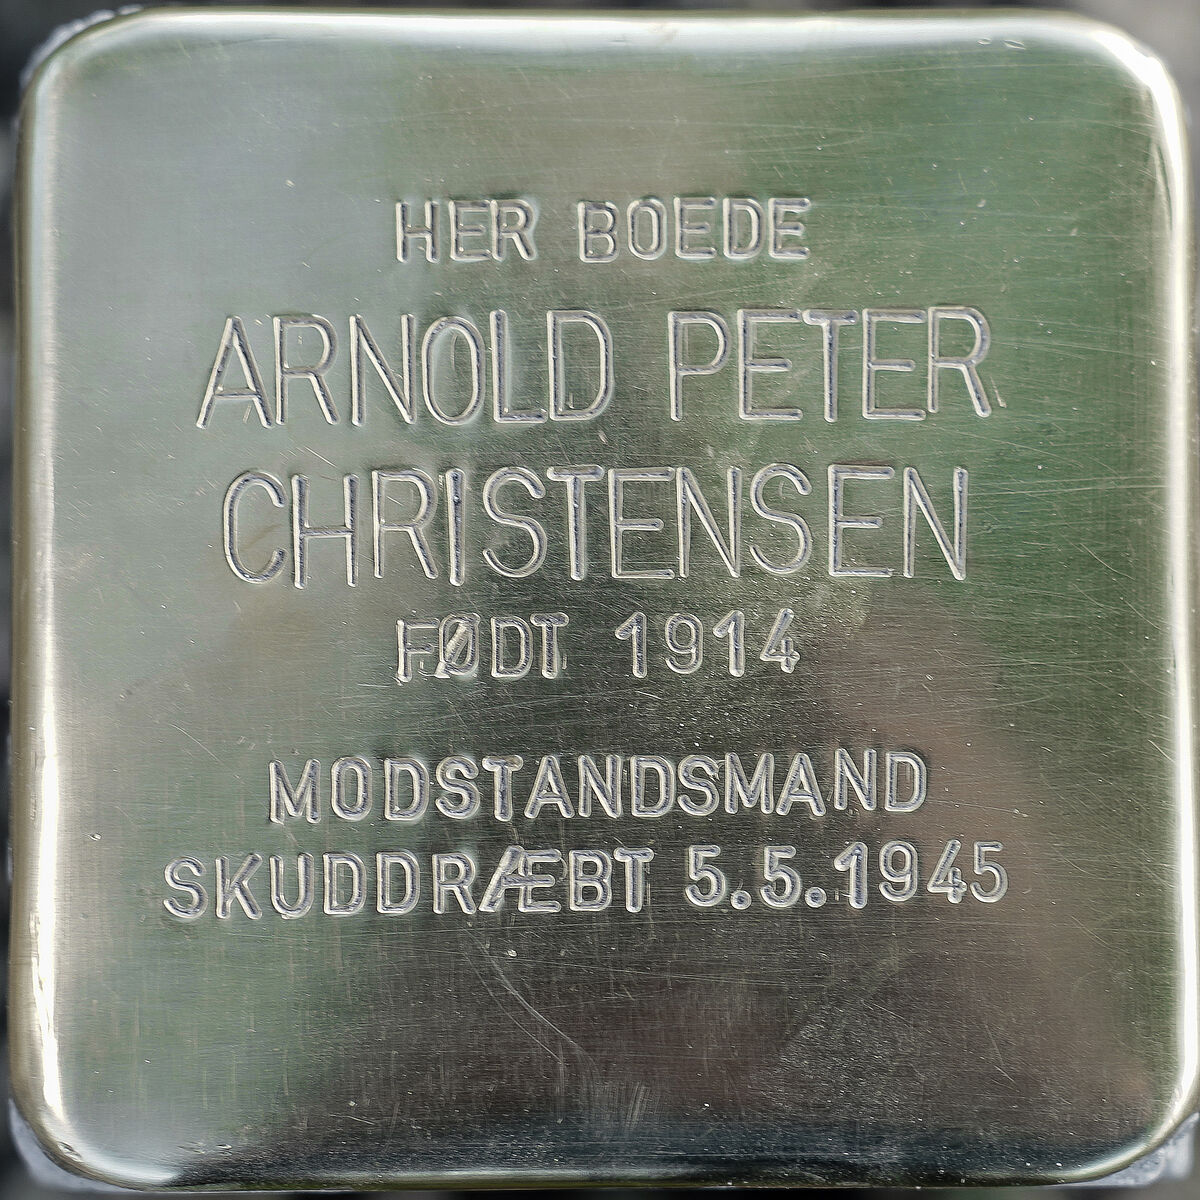 HER BOEDE
ARNOLD PETER
CHRISTENSEN
FØDT 1914
MODSTANDSMAND
SKUDDRÆBT 5.5.1945